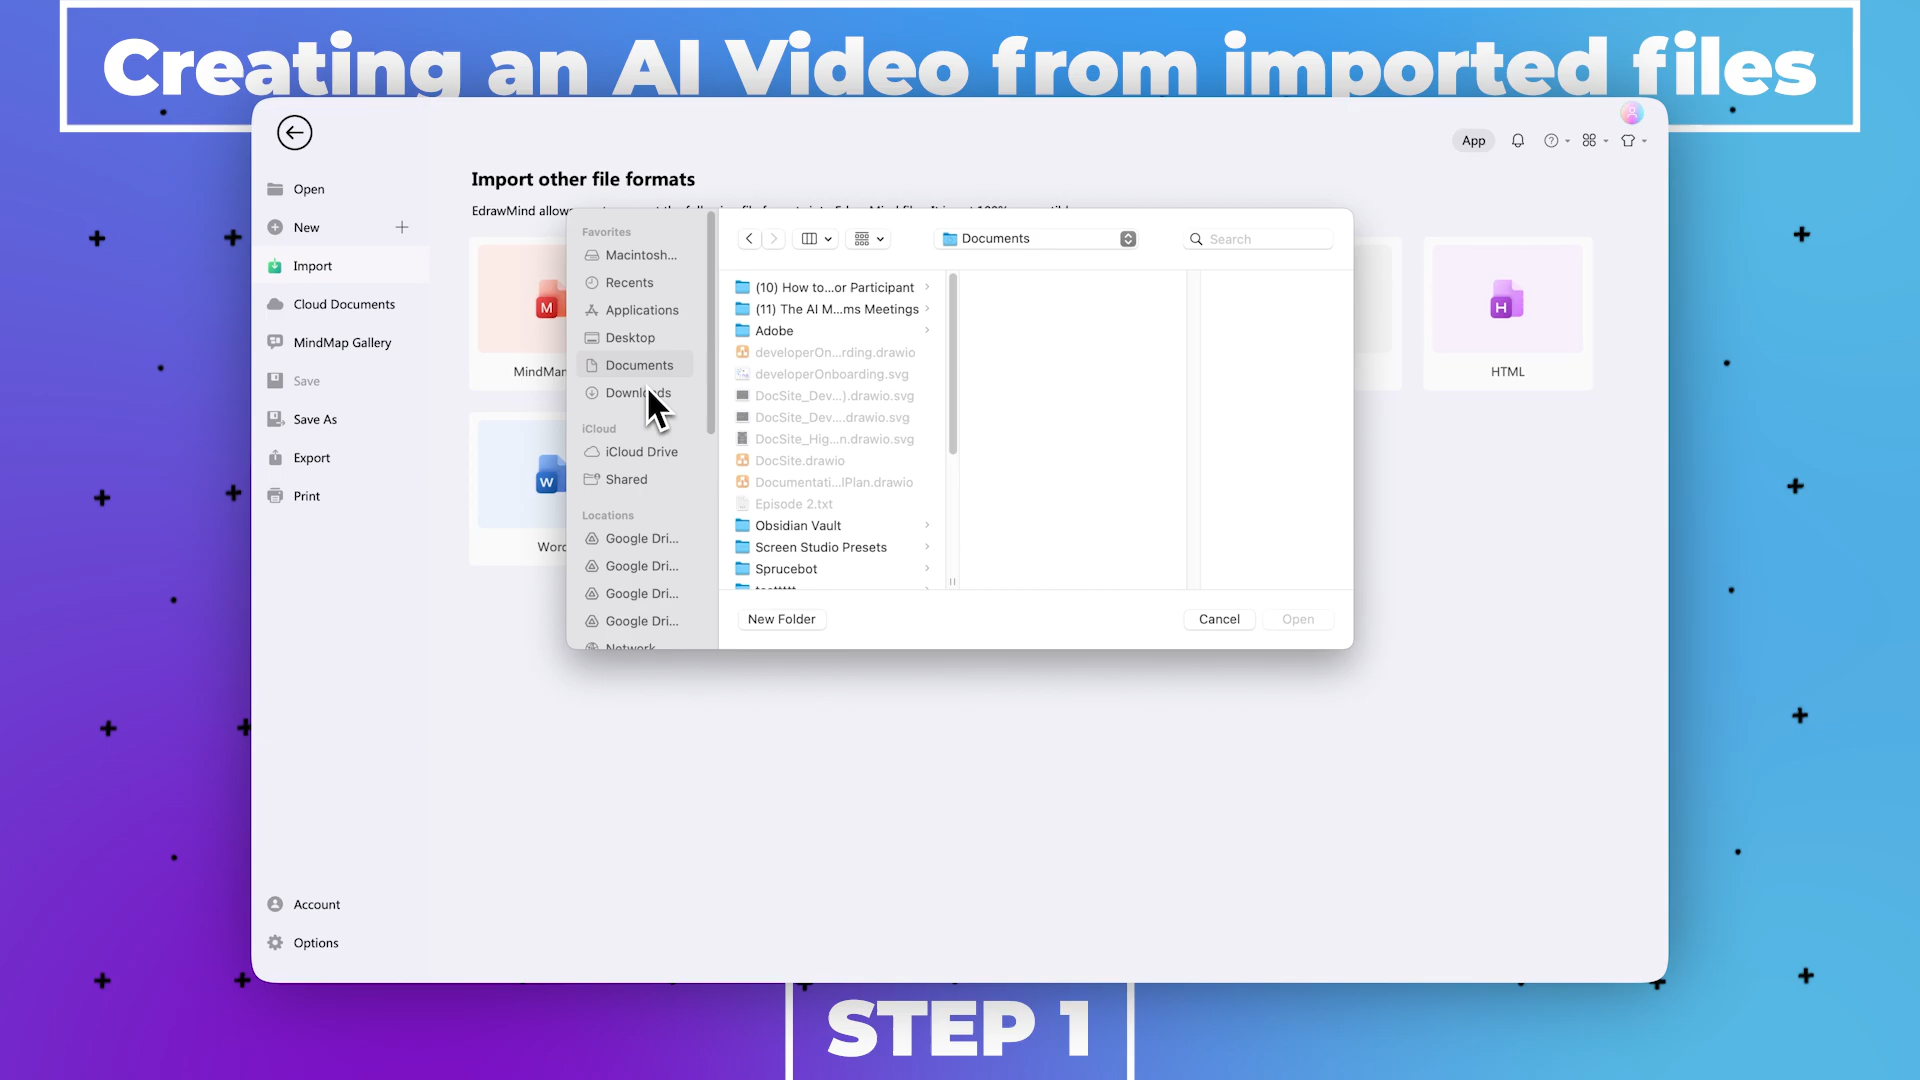 Creating an AI Video from imported files
App
Open
New
Import
Cloud Documents
MindMap Gallery
Save
Save As
Export
Print
Account
Options
Import other file formats
EdrawMind allow
MindMan
M
Word
W
HTML
H
Favorites
Macintosh...
Recents
Applications
Desktop
Documents
Downloads
iCloud
iCloud Drive
Shared
Locations
Google Dri...
Google Dri...
Google Dri...
Google Dri...
Network
Documents
Search
(10) How to...or Participant
(11) The AI M...ms Meetings
Adobe
developerOn...rding.drawio
developerOnboarding.svg
DocSite_Dev...).drawio.svg
DocSite_Dev....drawio.svg
DocSite_Hig...n.drawio.svg
DocSite.drawio
Documentati...lPlan.drawio
Episode 2.txt
Obsidian Vault
Screen Studio Presets
Sprucebot
New Folder
Cancel
Open
STEP 1